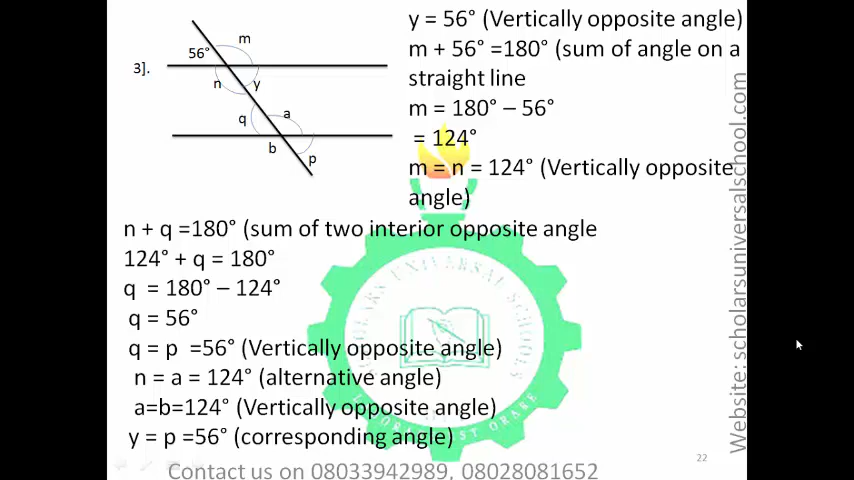 3].
56°
m
n
y
q
a
b
p
y = 56° (Vertically opposite angle)
m + 56° =180° (sum of angle on a
straight line
m = 180° – 56°
= 124°
m = n = 124° (Vertically opposite
angle)
n + q =180° (sum of two interior opposite angle
124° + q = 180°
q = 180° – 124°
q = 56°
q = p =56° (Vertically opposite angle)
n = a = 124° (alternative angle)
a=b=124° (Vertically opposite angle)
y = p =56° (corresponding angle)
Contact us on 08033942989, 08028081652
22
Website: scholarsuniversalschool.com
UNIVERSAL